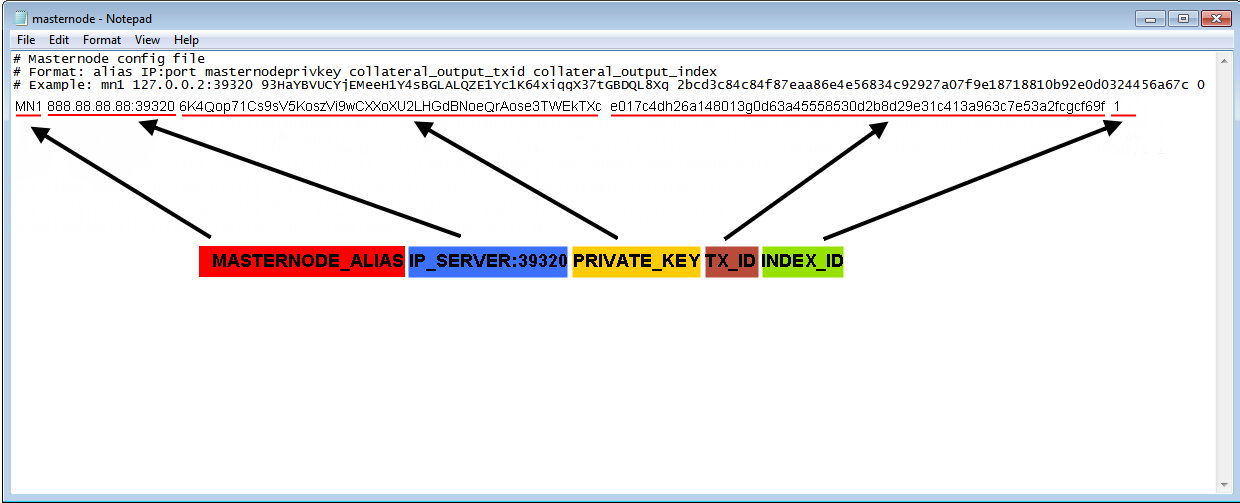 masternode - Notepad
File Edit Format View Help
# Masternode config file
# Format: alias IP:port masternodeprivkey collateral_output_txid collateral_output_index
# Example: mn1 127.0.0.2:39320 93HaYBVUCYjEMeeH1Y4sBGLALQZE1Yc1K64xiqqX37tGBDQL8Xq 2bcd3c84c84f87eaa86e4e56834c92927a07f9e18718810b92e0d0324456a67c 0
MN1 888.88.88.88:39320 6K4Qop71Cs9sV5KoszVi9wCXXoXU2LHGdBNoeQrAose3TWEkTXc e017c4dh26a148013g0d63a45558530d2b8d29e31c413a963c7e53a2fcgcf69f 1
MASTERNODE_ALIAS IP_SERVER:39320 PRIVATE_KEY TX_ID INDEX_ID